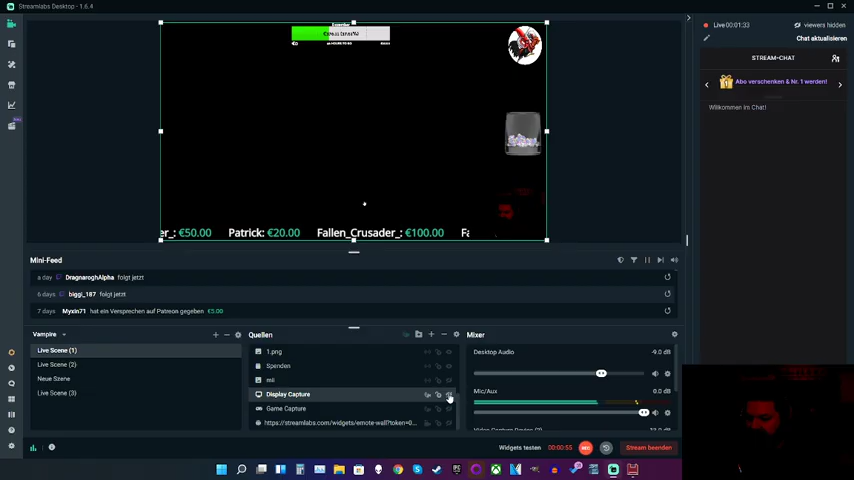 Streamlabs Desktop - 1.6.4
Live 00:01:33
viewers hidden
Chat aktualisieren
STREAM-CHAT
Abo verschenken & Nr. 1 werden!
Willkommen im Chat!
er_: €50.00 Patrick: €20.00 Fallen_Crusader_: €100.00 Fa
Mini-Feed
a day DragnaroghAlpha folgt jetzt
6 days biggi_187 folgt jetzt
7 days Myxin71 hat ein Versprechen auf Patreon gegeben €5.00
Vampire
Live Scene (1)
Live Scene (2)
Neue Szene
Live Scene (3)
Quellen
1.png
Spenden
mii
Display Capture
Game Capture
https://streamlabs.com/widgets/emote-wall?token=0...
Mixer
Desktop Audio -9.0 dB
Mic/Aux 0.0 dB
Widgets testen
00:00:55
REC
Stream beenden